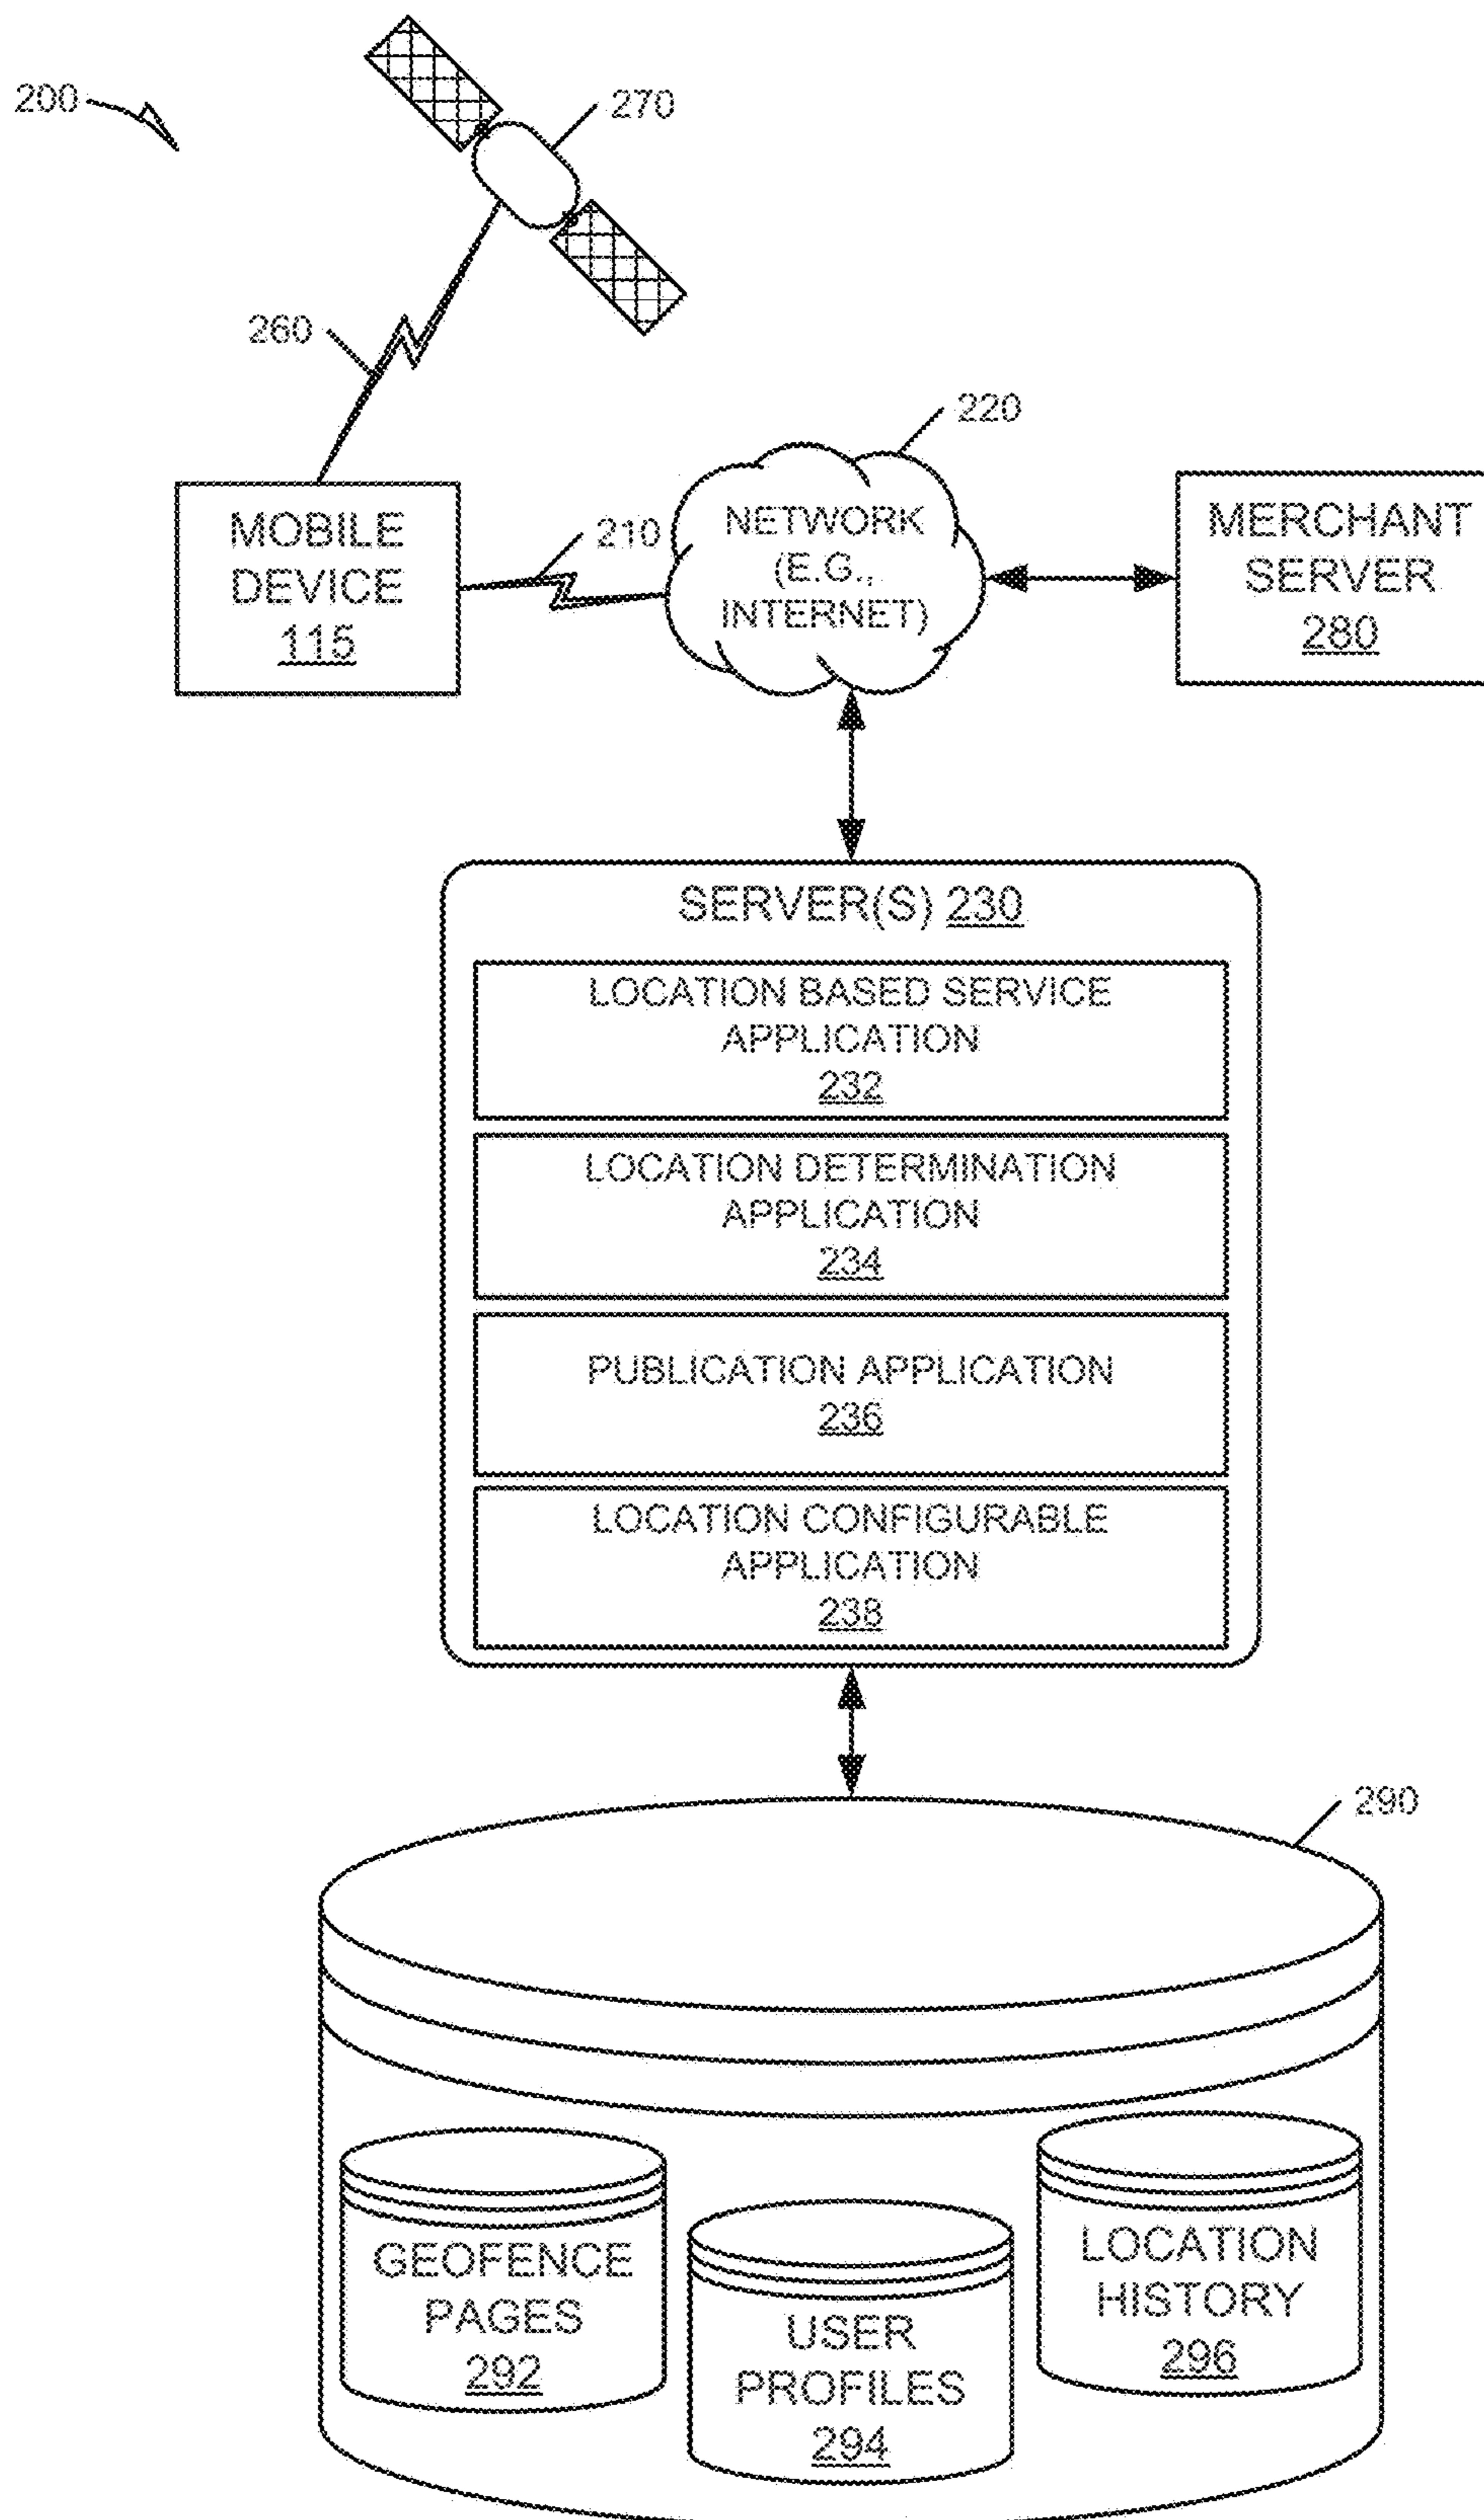 200
270
260
220
MOBILE
DEVICE
115
210
NETWORK
(E.G.,
INTERNET)
MERCHANT
SERVER
280
SERVER(S) 230
LOCATION BASED SERVICE
APPLICATION
232
LOCATION DETERMINATION
APPLICATION
234
PUBLICATION APPLICATION
236
LOCATION CONFIGURABLE
APPLICATION
238
290
GEOFENCE
PAGES
292
USER
PROFILES
294
LOCATION
HISTORY
296